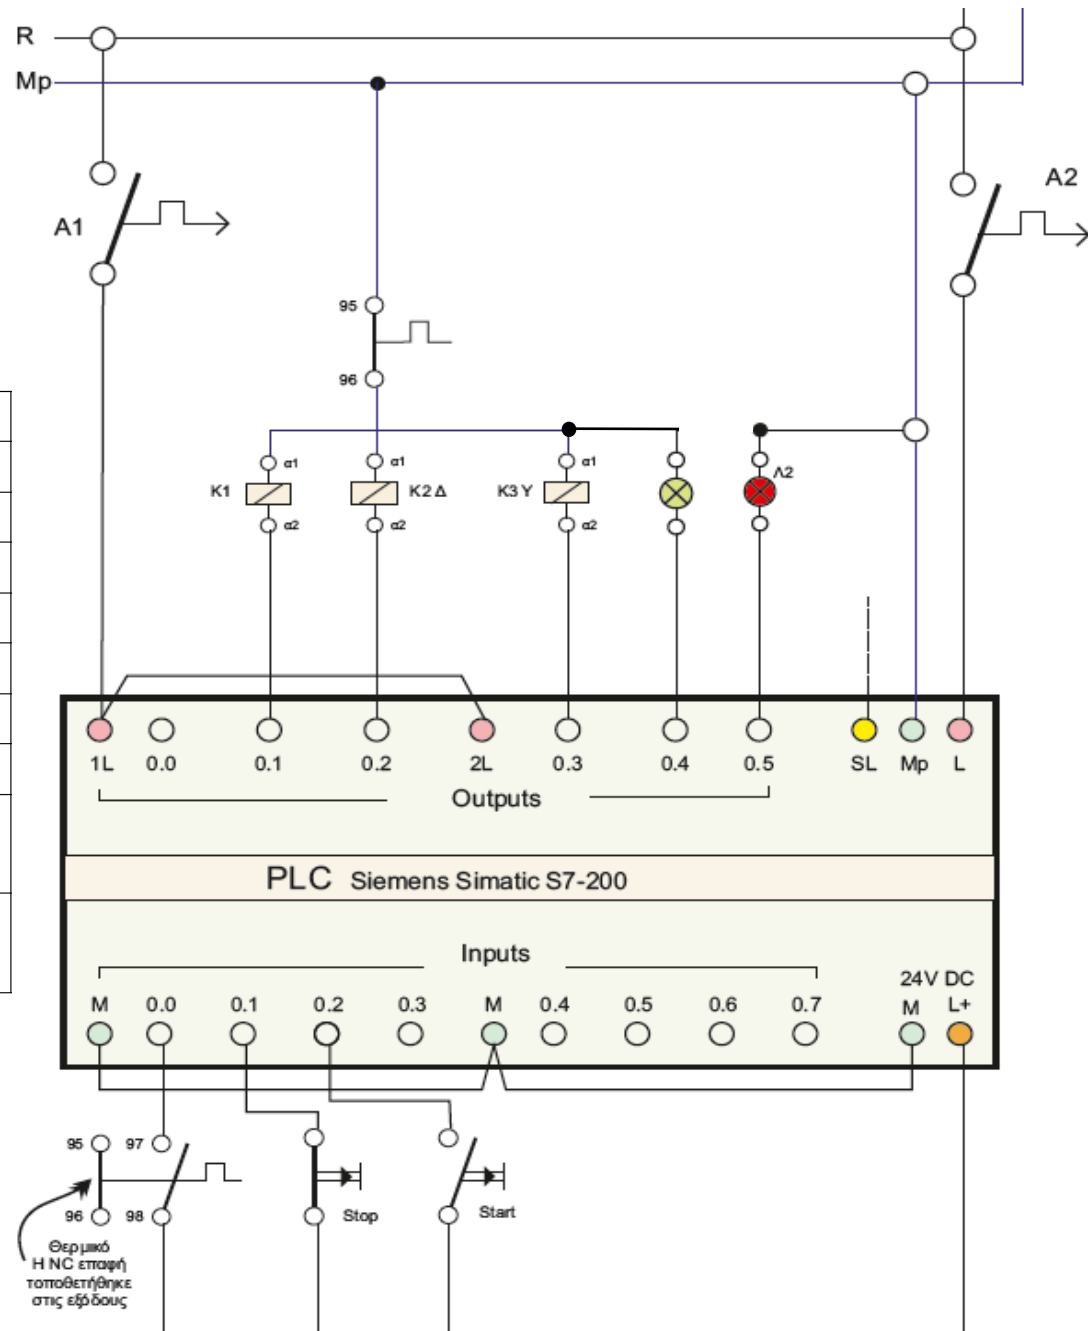 R
Mp
A1
A2
95
96
α1
α1
α1
K1
K2 Δ
K3 Y
Λ2
α2
α2
α2
1L 0.0 0.1 0.2 2L 0.3 0.4 0.5 SL Mp L
Outputs
PLC Siemens Simatic S7-200
Inputs
24V DC
M 0.0 0.1 0.2 0.3 M 0.4 0.5 0.6 0.7 M L+
95 97
96 98
Stop
Start
Θερμικό
Η NC επαφή
τοποθετήθηκε
στις εξόδους